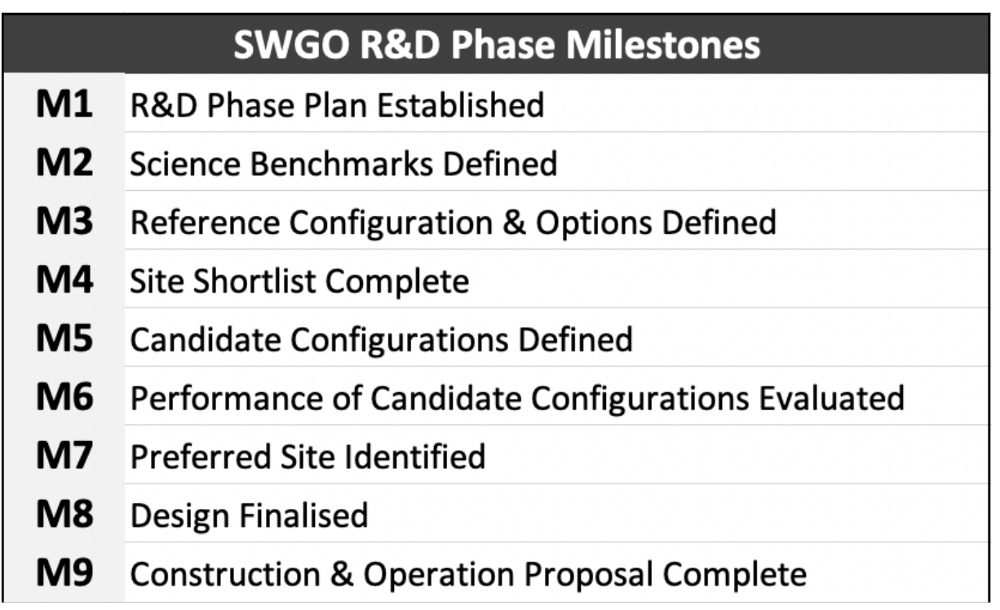 SWGO R&D Phase Milestones
M1 R&D Phase Plan Established
M2 Science Benchmarks Defined
M3 Reference Configuration & Options Defined
M4 Site Shortlist Complete
M5 Candidate Configurations Defined
M6 Performance of Candidate Configurations Evaluated
M7 Preferred Site Identified
M8 Design Finalised
M9 Construction & Operation Proposal Complete